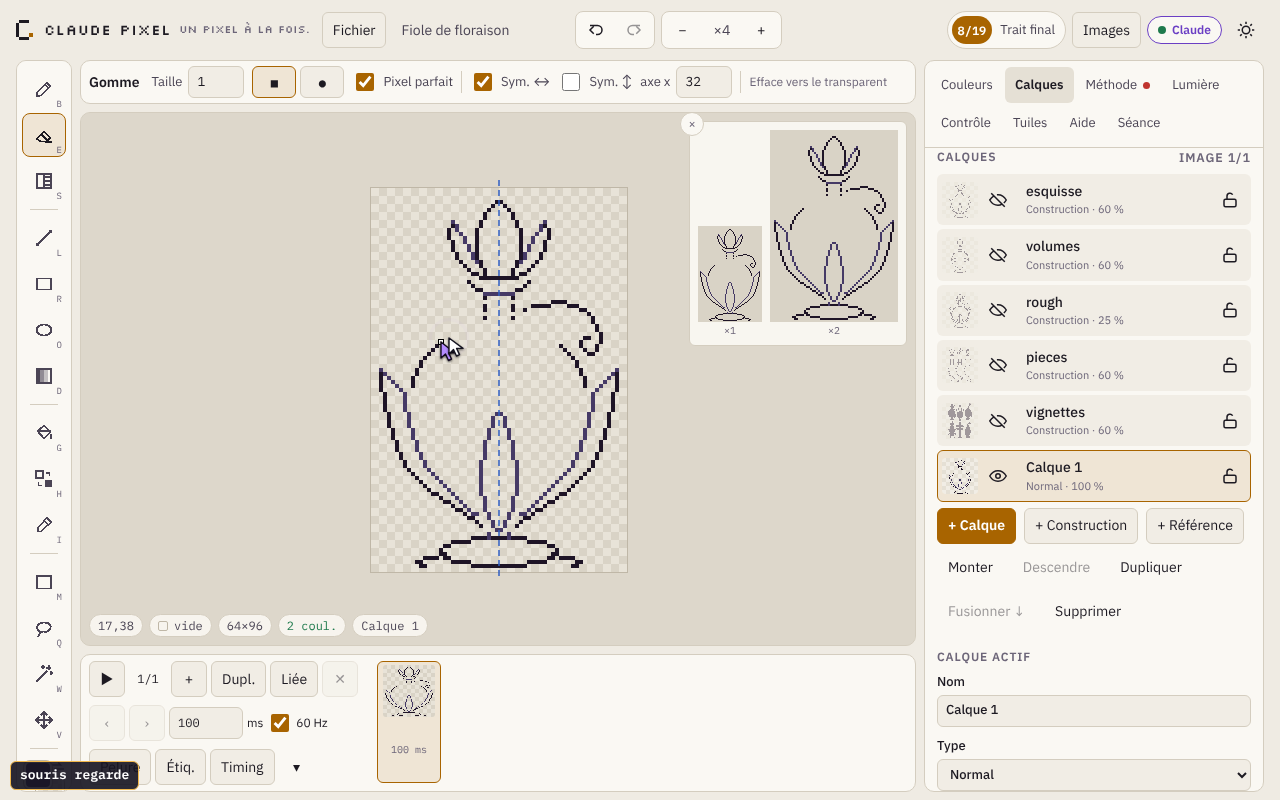 CLAUDE PIXEL UN PIXEL À LA FOIS. Fichier Fiole de floraison − ×4 + 8/19 Trait final Images Claude
Gomme Taille 1 Pixel parfait Sym. ↔ Sym. ↕ axe x 32 Efface vers le transparent
B
E
S
L
R
O
D
G
H
I
M
Q
W
V
×
×1 ×2
17,38 vide 64×96 2 coul. Calque 1
1/1 + Dupl. Liée ×
‹ › 100 ms 60 Hz
Étiq. Timing ▼
100 ms
souris regarde
Couleurs Calques Méthode Lumière
Contrôle Tuiles Aide Séance
CALQUES IMAGE 1/1
esquisse
Construction · 60 %
volumes
Construction · 60 %
rough
Construction · 25 %
pieces
Construction · 60 %
vignettes
Construction · 60 %
Calque 1
Normal · 100 %
+ Calque + Construction + Référence
Monter Descendre Dupliquer
Fusionner ↓ Supprimer
CALQUE ACTIF
Nom
Calque 1
Type
Normal